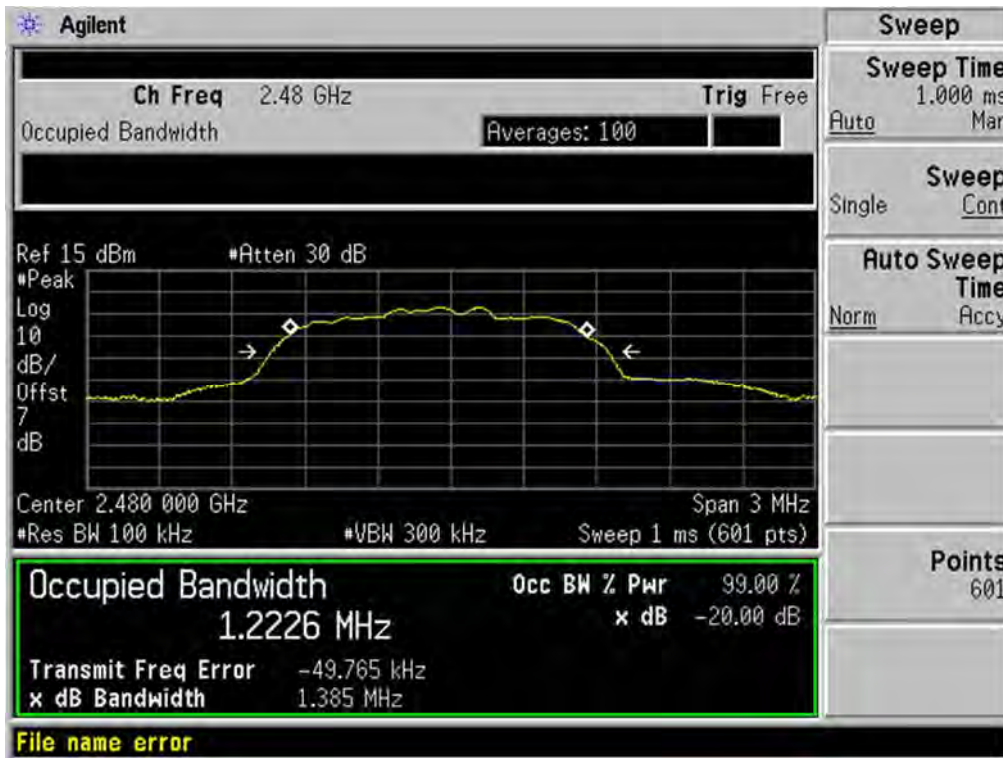 Agilent
Sweep
Ch Freq 2.48 GHz Trig Free
Occupied Bandwidth Averages: 100
Sweep Time
1.000 ms
Auto Man
Sweep
Single Cont
Auto Sweep
Time
Norm Accy
Points
601
Ref 15 dBm #Atten 30 dB
#Peak
Log
10
dB/
Offst
7
dB
Center 2.480 000 GHz Span 3 MHz
#Res BW 100 kHz #VBW 300 kHz Sweep 1 ms (601 pts)
Occupied Bandwidth Occ BW % Pwr 99.00 %
1.2226 MHz x dB -20.00 dB
Transmit Freq Error -49.765 kHz
x dB Bandwidth 1.385 MHz
File name error